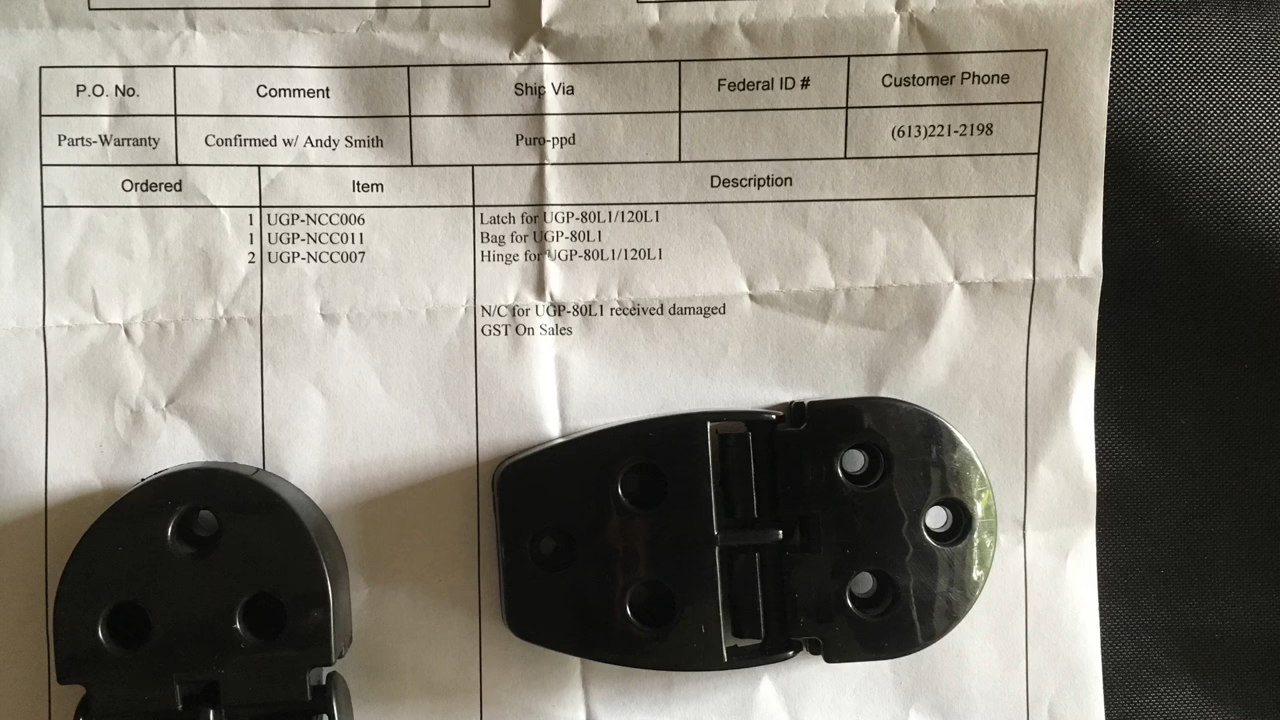 P.O. No. Comment Ship Via Federal ID # Customer Phone
Parts-Warranty Confirmed w/ Andy Smith Puro-ppd (613)221-2198
Ordered Item Description
1 UGP-NCC006 Latch for UGP-80L1/120L1
1 UGP-NCC011 Bag for UGP-80L1
2 UGP-NCC007 Hinge for UGP-80L1/120L1
N/C for UGP-80L1 received damaged
GST On Sales